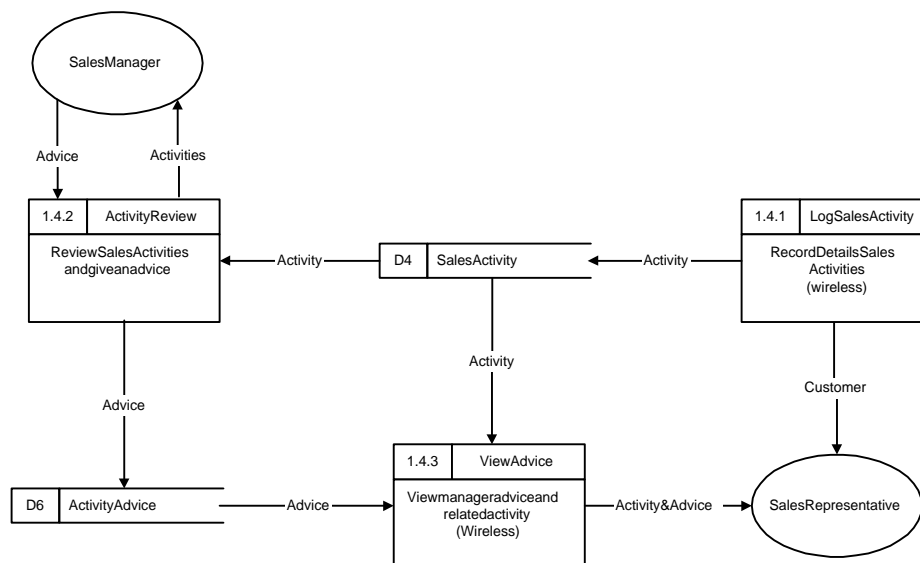 SalesManager
Advice
Activities
1.4.2
ActivityReview
ReviewSalesActivities
andgiveanadvice
Activity
D4
SalesActivity
Activity
1.4.1
LogSalesActivity
RecordDetailsSales
Activities
(wireless)
Activity
Customer
Advice
D6
ActivityAdvice
Advice
1.4.3
ViewAdvice
Viewmanageradviceand
relatedactivity
(Wireless)
Activity&Advice
SalesRepresentative